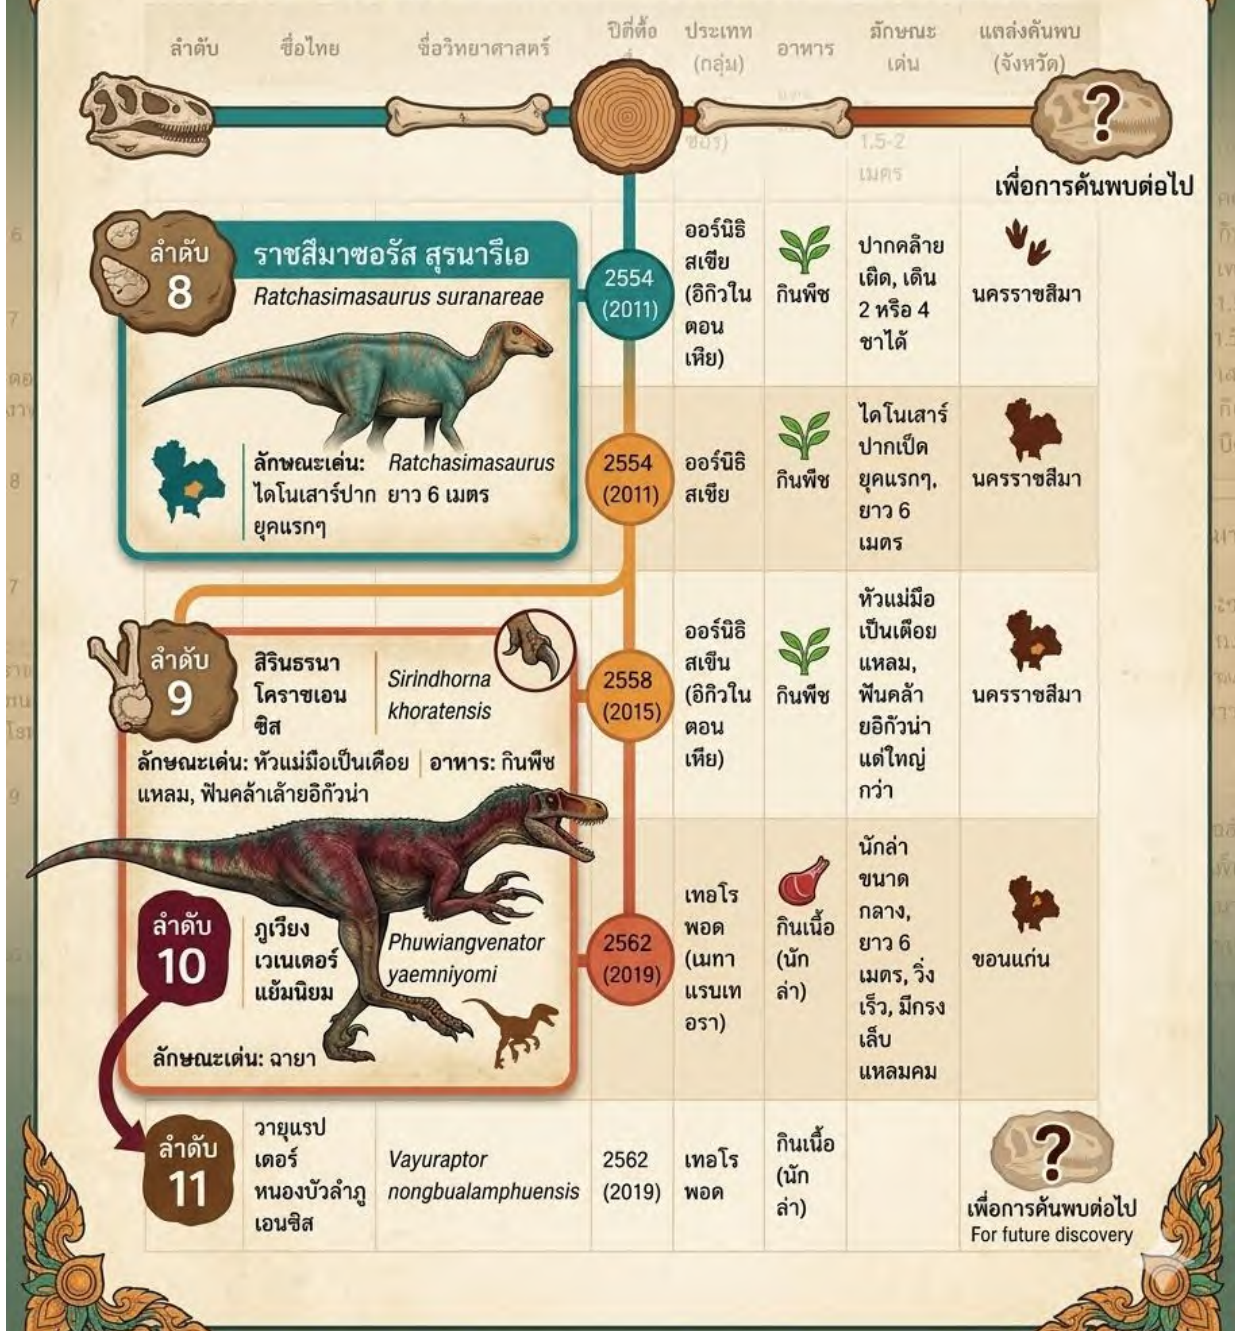 ลำดับ
ชื่อไทย
ชื่อวิทยาศาสตร์
ปีที่ตั้ง
ประเภท
(กลุ่ม)
อาหาร
ลักษณะ
เด่น
แหล่งค้นพบ
(จังหวัด)
?
1.5-2
เมตร
เพื่อการค้นพบต่อไป
ลำดับ
8
ราชสีมาซอรัส สุรนารีเอ
Ratchasimasaurus suranareae
ลักษณะเด่น: Ratchasimasaurus
ไดโนเสาร์ปาก ยาว 6 เมตร
ยุคแรกๆ
2554
(2011)
ออร์นิธิ
สเชีย
(อิกิวใน
ตอน
เหีย)
กินพืช
ปากคล้าย
เผิด, เดิน
2 หรือ 4
ขาได้
นครราชสีมา
2554
(2011)
ออร์นิธิ
สเชีย
กินพืช
ไดโนเสาร์
ปากเป็ด
ยุคแรกๆ,
ยาว 6
เมตร
นครราชสีมา
ลำดับ
9
สิรินธรนา
โคราชเอน
ซิส
Sirindhorna
khoratensis
ลักษณะเด่น: หัวแม่มือเป็นเดือย | อาหาร: กินพืช
แหลม, ฟันคล้าเล้ายอิกัวน่า
2558
(2015)
ออร์นิธิ
สเขีน
(อิกิวใน
ตอน
เหีย)
กินพืช
หัวแม่มือ
เป็นเดือย
แหลม,
ฟันคล้า
ยอิกัวน่า
แต่ใหญ่
กว่า
นครราชสีมา
ลำดับ
10
ภูเวียง
เวเนเตอร์
แย้มนิยม
Phuwiangvenator
yaemniyomi
ลักษณะเด่น: ฉายา
2562
(2019)
เทอโร
พอด
(เมทา
แรบเท
อรา)
กินเนื้อ
(นัก
ล่า)
นักล่า
ขนาด
กลาง,
ยาว 6
เมตร, วิ่ง
เร็ว, มีกรง
เล็บ
แหลมคม
ขอนแก่น
ลำดับ
11
วายุแรป
เตอร์
หนองบัวลำภู
เอนซิส
Vayuraptor
nongbualamphuensis
2562
(2019)
เทอโร
พอด
กินเนื้อ
(นัก
ล่า)
?
เพื่อการค้นพบต่อไป
For future discovery